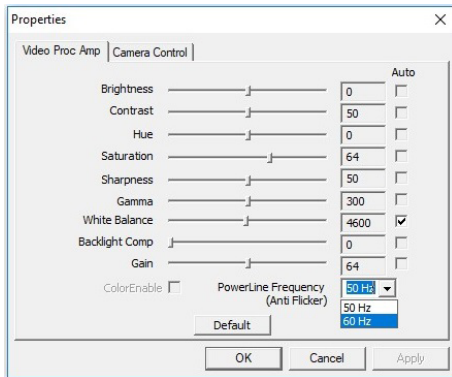 Properties
Video Proc Amp Camera Control
Auto
Brightness 0
Contrast 50
Hue 0
Saturation 64
Sharpness 50
Gamma 300
White Balance 4600
Backlight Comp 0
Gain 64
ColorEnable PowerLine Frequency 50 Hz
(Anti Flicker)
50 Hz
60 Hz
Default
OK Cancel Apply